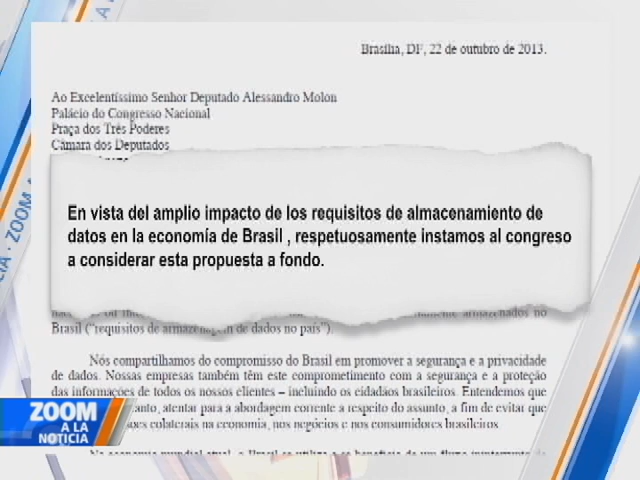 Brasília, DF, 22 de outubro de 2013.
Ao Excelentíssimo Senhor Deputado Alessandro Molon
Palácio do Congresso Nacional
Praça dos Três Poderes
Câmara dos Deputados
En vista del amplio impacto de los requisitos de almacenamiento de
datos en la economía de Brasil , respetuosamente instamos al congreso
a considerar esta propuesta a fondo.
armazenados no
Brasil (“requisitos de armazenagem de dados no país”).
Nós compartilhamos do compromisso do Brasil em promover a segurança e a privacidade
de dados. Nossas empresas também têm este comprometimento com a segurança e a proteção
das informações de todos os nossos clientes – incluindo os cidadãos brasileiros. Entendemos que
anto, atentar para a abordagem corrente a respeito do assunto, a fim de evitar que
ões colaterais na economia, nos negócios e nos consumidores brasileiros.
ZOOM
A LA
NOTICIA